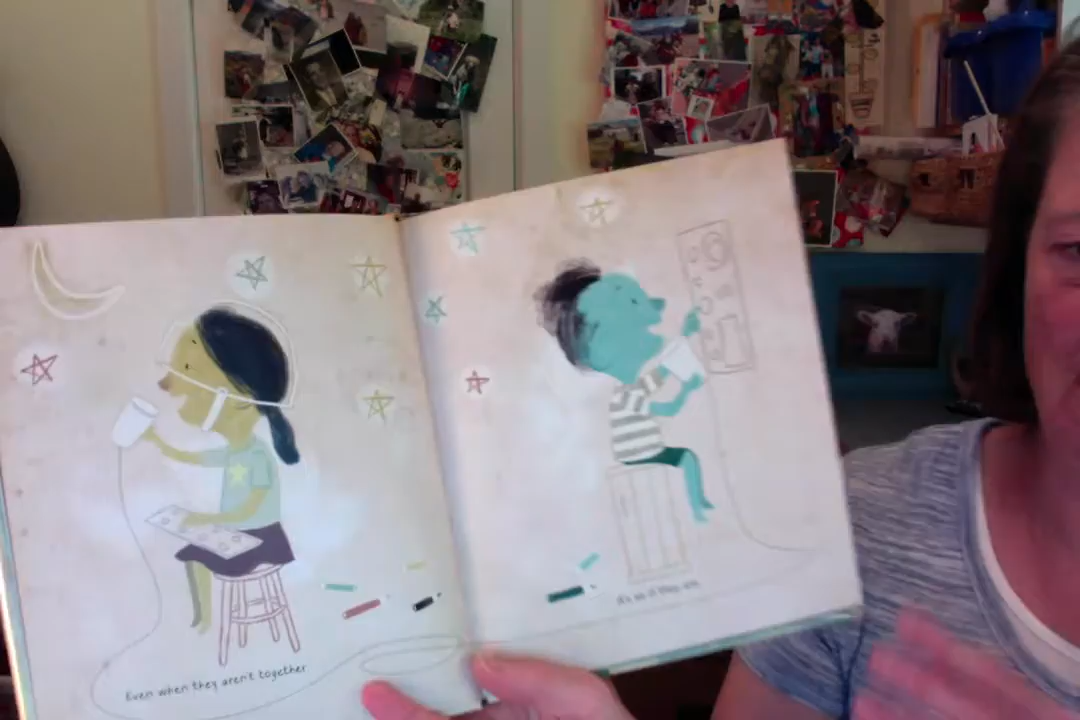 Even when they aren't together
it's as if they are.